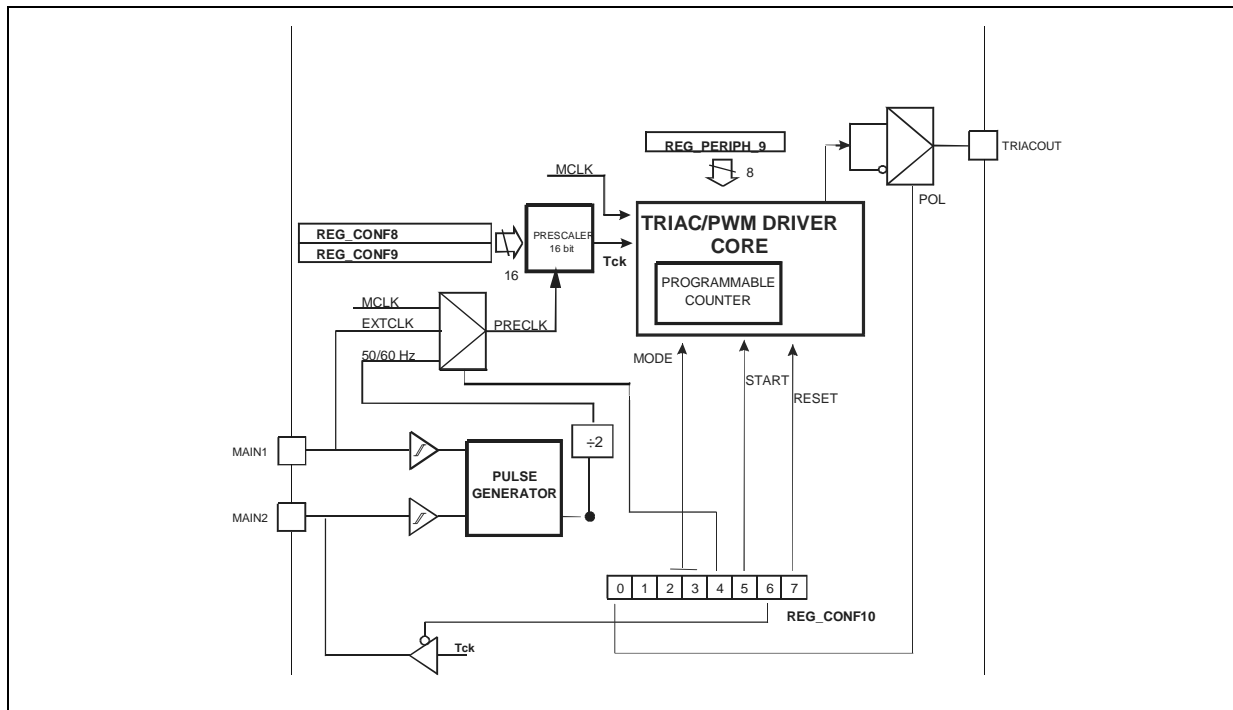 REG_PERIPH_9
8
TRIACOUT
POL
MCLK
TRIAC/PWM DRIVER
CORE
REG_CONF8
REG_CONF9
16
PRESCALER
16 bit
Tck
PROGRAMMABLE
COUNTER
MCLK
EXTCLK
PRECLK
50/60 Hz
MODE
START
RESET
÷2
MAIN1
MAIN2
PULSE
GENERATOR
0 1 2 3 4 5 6 7
REG_CONF10
Tck